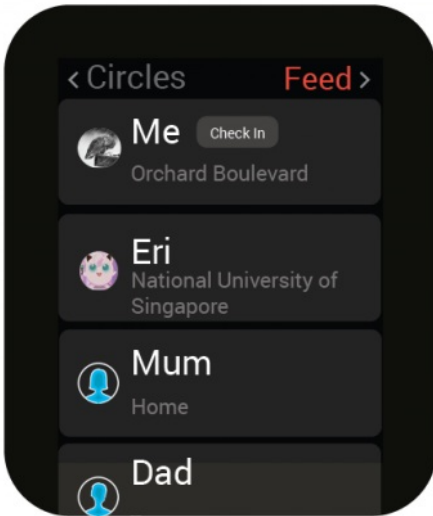 < Circles Feed >
Me Check In
Orchard Boulevard
Eri
National University of
Singapore
Mum
Home
Dad